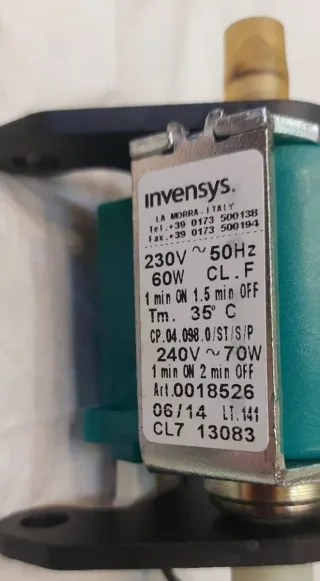 invensys.
LA MORRA-ITALY
Tel.+39 0173 500138
Fax.+39 0173 500194
230V ~ 50Hz
60W CL.F
1 min ON 1.5 min OFF
Tm. 35° C
CP.04.098.0/ST/S/P
240V ~ 70W
1 min ON 2 min OFF
Art.0018526
06/14 LT.141
CL7 13083